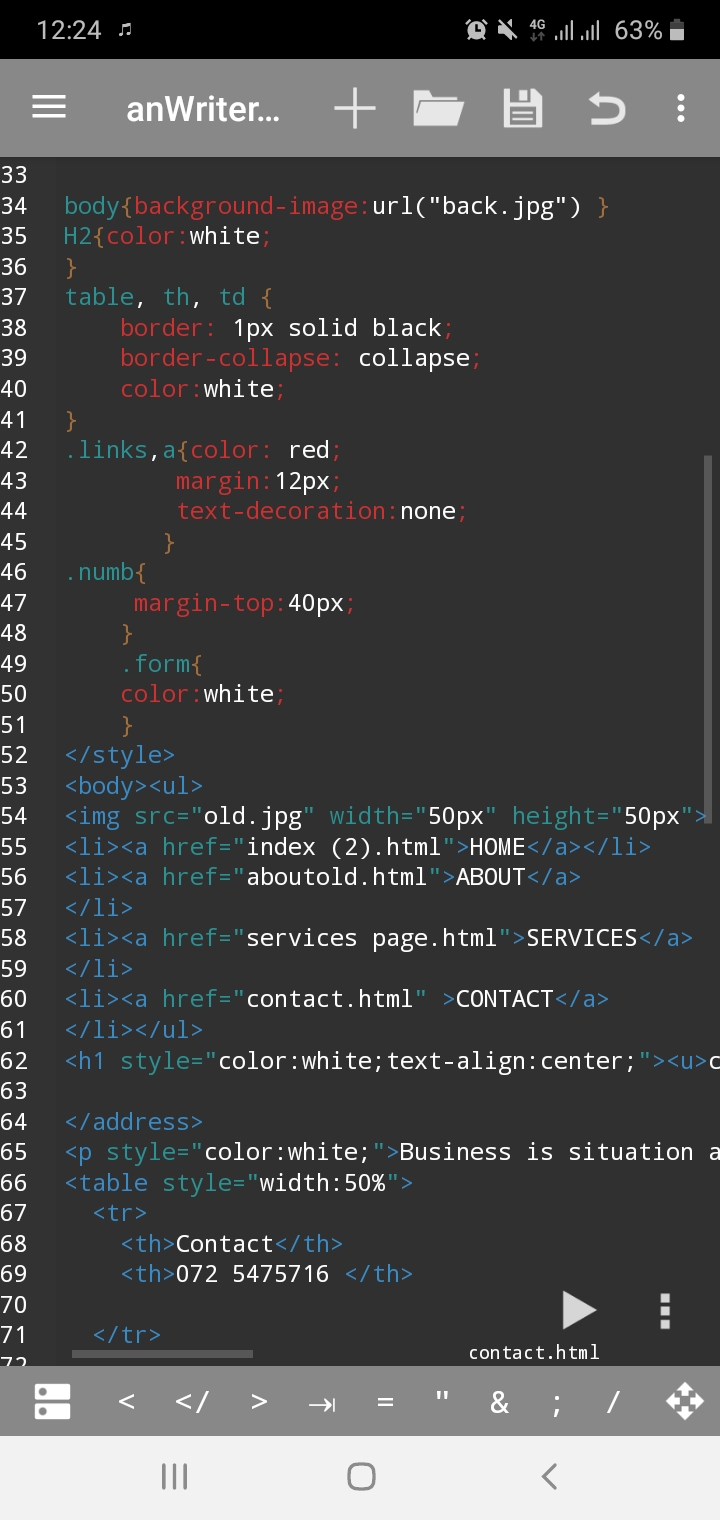 12:24 63%
4G
anWriter...
33
34 body{background-image:url("back.jpg") }
35 H2{color:white;
36 }
37 table, th, td {
38 border: 1px solid black;
39 border-collapse: collapse;
40 color:white;
41 }
42 .links,a{color: red;
43 margin:12px;
44 text-decoration:none;
45 }
46 .numb{
47 margin-top:40px;
48 }
49 .form{
50 color:white;
51 }
52 </style>
53 <body><ul>
54 <img src="old.jpg" width="50px" height="50px">
55 <li><a href="index (2).html">HOME</a></li>
56 <li><a href="aboutold.html">ABOUT</a>
57 </li>
58 <li><a href="services page.html">SERVICES</a>
59 </li>
60 <li><a href="contact.html" >CONTACT</a>
61 </li></ul>
62 <h1 style="color:white;text-align:center;"><u>c
63
64 </address>
65 <p style="color:white;">Business is situation a
66 <table style="width:50%">
67 <tr>
68 <th>Contact</th>
69 <th>072 5475716 </th>
70
71 </tr>
72
contact.html
< </ > = " & ; /